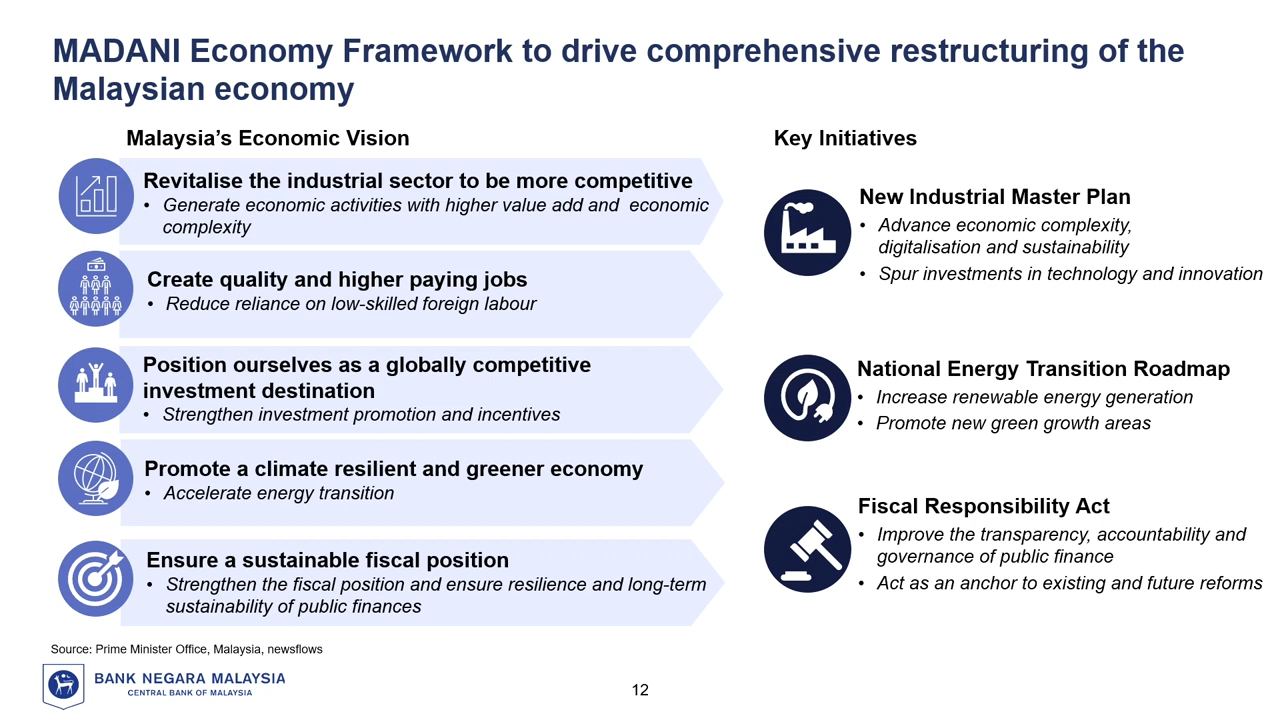 MADANI Economy Framework to drive comprehensive restructuring of the
Malaysian economy
Malaysia’s Economic Vision
Revitalise the industrial sector to be more competitive
• Generate economic activities with higher value add and economic
complexity
Create quality and higher paying jobs
• Reduce reliance on low-skilled foreign labour
Position ourselves as a globally competitive
investment destination
• Strengthen investment promotion and incentives
Promote a climate resilient and greener economy
• Accelerate energy transition
Ensure a sustainable fiscal position
• Strengthen the fiscal position and ensure resilience and long-term
sustainability of public finances
Key Initiatives
New Industrial Master Plan
• Advance economic complexity,
digitalisation and sustainability
• Spur investments in technology and innovation
National Energy Transition Roadmap
• Increase renewable energy generation
• Promote new green growth areas
Fiscal Responsibility Act
• Improve the transparency, accountability and
governance of public finance
• Act as an anchor to existing and future reforms
Source: Prime Minister Office, Malaysia, newsflows
BANK NEGARA MALAYSIA
CENTRAL BANK OF MALAYSIA
12